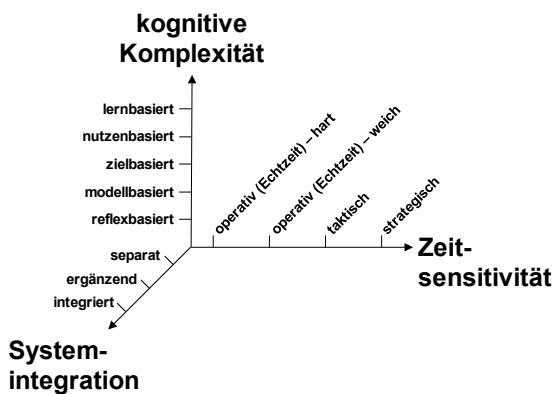 kognitive
Komplexität
lernbasiert
nutzenbasiert
zielbasiert
modellbasiert
reflexbasiert
operativ (Echtzeit) – hart
operativ (Echtzeit) – weich
taktisch
strategisch
separat
ergänzend
integriert
Zeit-
sensitivität
System-
integration